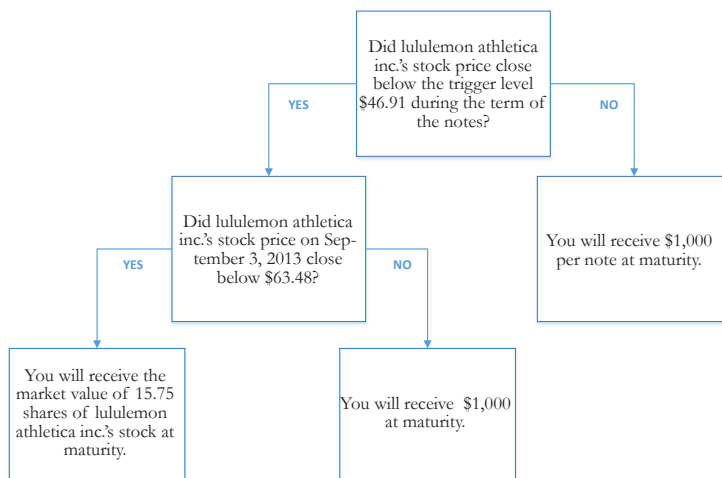 Did lululemon athletica
inc.'s stock price close
below the trigger level
$46.91 during the term of
the notes?
YES
NO
Did lululemon athletica
inc.'s stock price on Sep-
tember 3, 2013 close
below $63.48?
You will receive $1,000
per note at maturity.
YES
NO
You will receive the
market value of 15.75
shares of lululemon
athletica inc.'s stock at
maturity.
You will receive $1,000
at maturity.